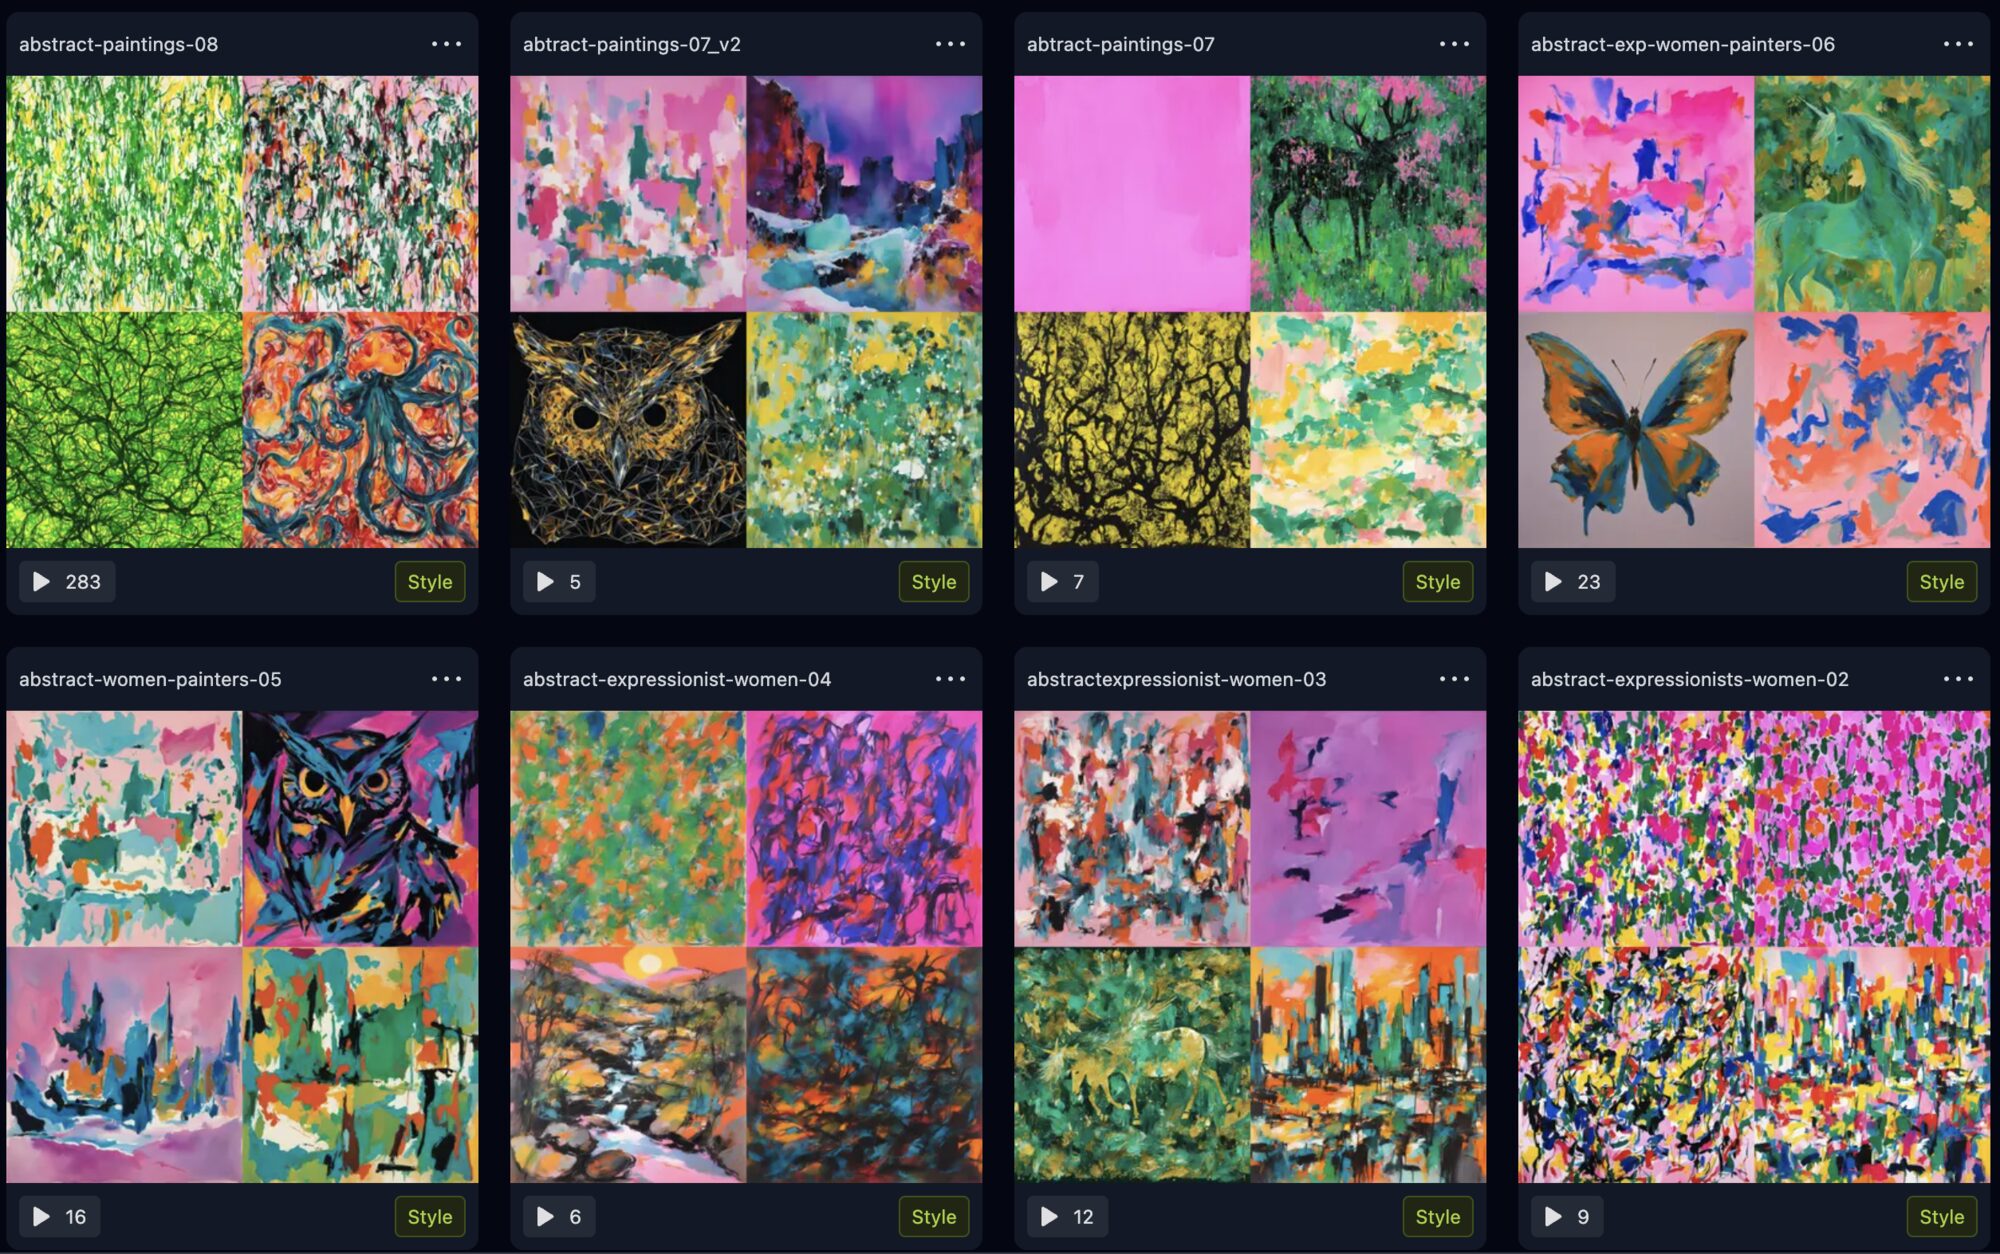 abstract-paintings-08
abtract-paintings-07_v2
abtract-paintings-07
abstract-exp-women-painters-06
283
Style
5
Style
7
Style
23
Style
abstract-women-painters-05
abstract-expressionist-women-04
abstractexpressionist-women-03
abstract-expressionists-women-02
16
Style
6
Style
12
Style
9
Style